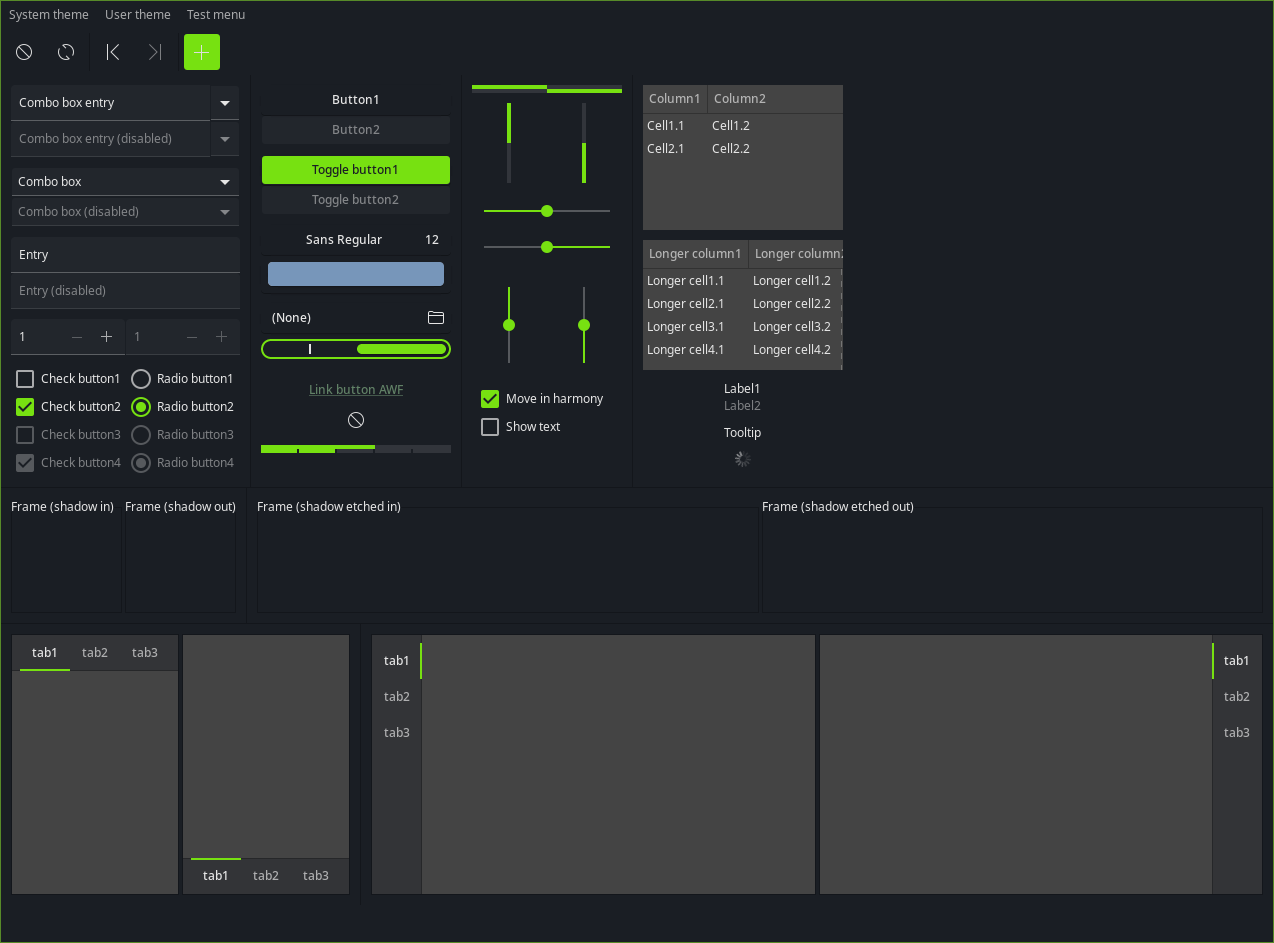 System theme User theme Test menu
Combo box entry
Combo box entry (disabled)
Combo box
Combo box (disabled)
Entry
Entry (disabled)
1 1
Check button1 Radio button1
Check button2 Radio button2
Check button3 Radio button3
Check button4 Radio button4
Button1
Button2
Toggle button1
Toggle button2
Sans Regular 12
(None)
Link button AWF
Move in harmony
Show text
Column1 Column2
Cell1.1 Cell1.2
Cell2.1 Cell2.2
Longer column1 Longer column2
Longer cell1.1 Longer cell1.2
Longer cell2.1 Longer cell2.2
Longer cell3.1 Longer cell3.2
Longer cell4.1 Longer cell4.2
Label1
Label2
Tooltip
Frame (shadow in) Frame (shadow out) Frame (shadow etched in) Frame (shadow etched out)
tab1 tab2 tab3
tab1 tab2 tab3
tab1
tab2
tab3
tab1
tab2
tab3